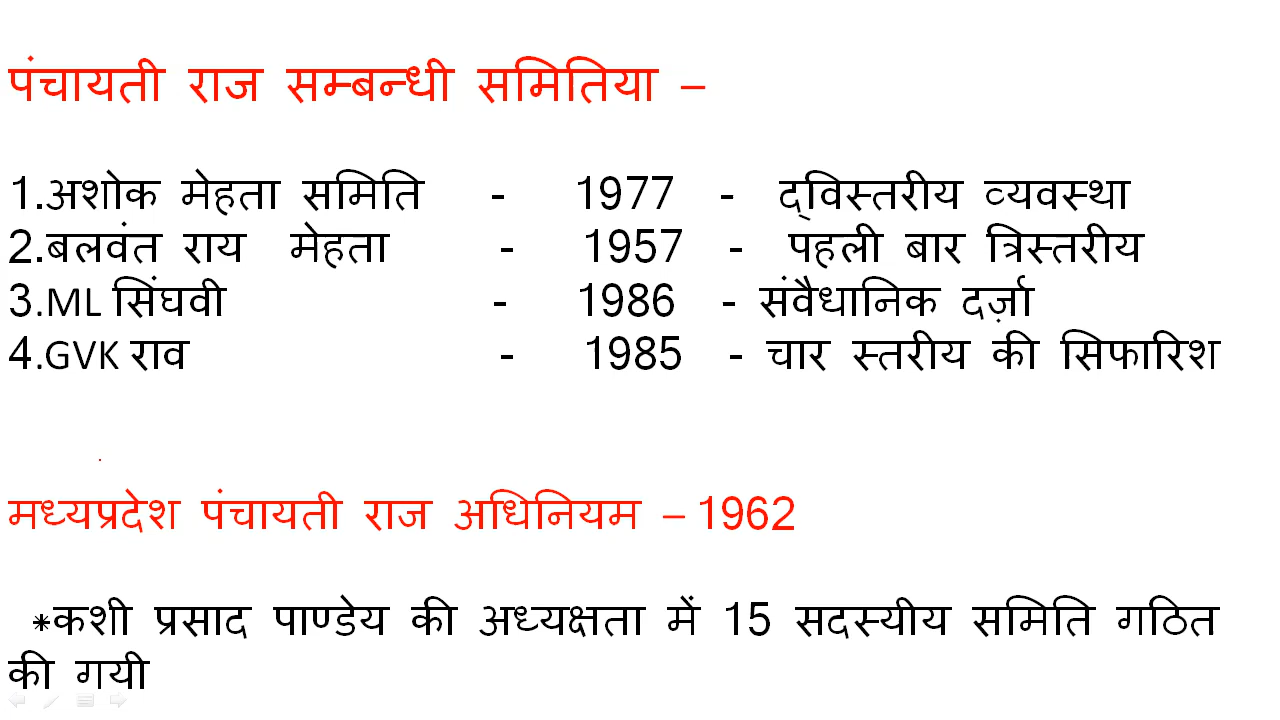 पंचायती राज सम्बन्धी समितिया –
1.अशोक मेहता समिति - 1977 - द्विस्तरीय व्यवस्था
2.बलवंत राय मेहता - 1957 - पहली बार त्रिस्तरीय
3.ML सिंघवी - 1986 - संवैधानिक दर्ज़ा
4.GVK राव - 1985 - चार स्तरीय की सिफारिश
मध्यप्रदेश पंचायती राज अधिनियम – 1962
*कशी प्रसाद पाण्डेय की अध्यक्षता में 15 सदस्यीय समिति गठित
की गयी